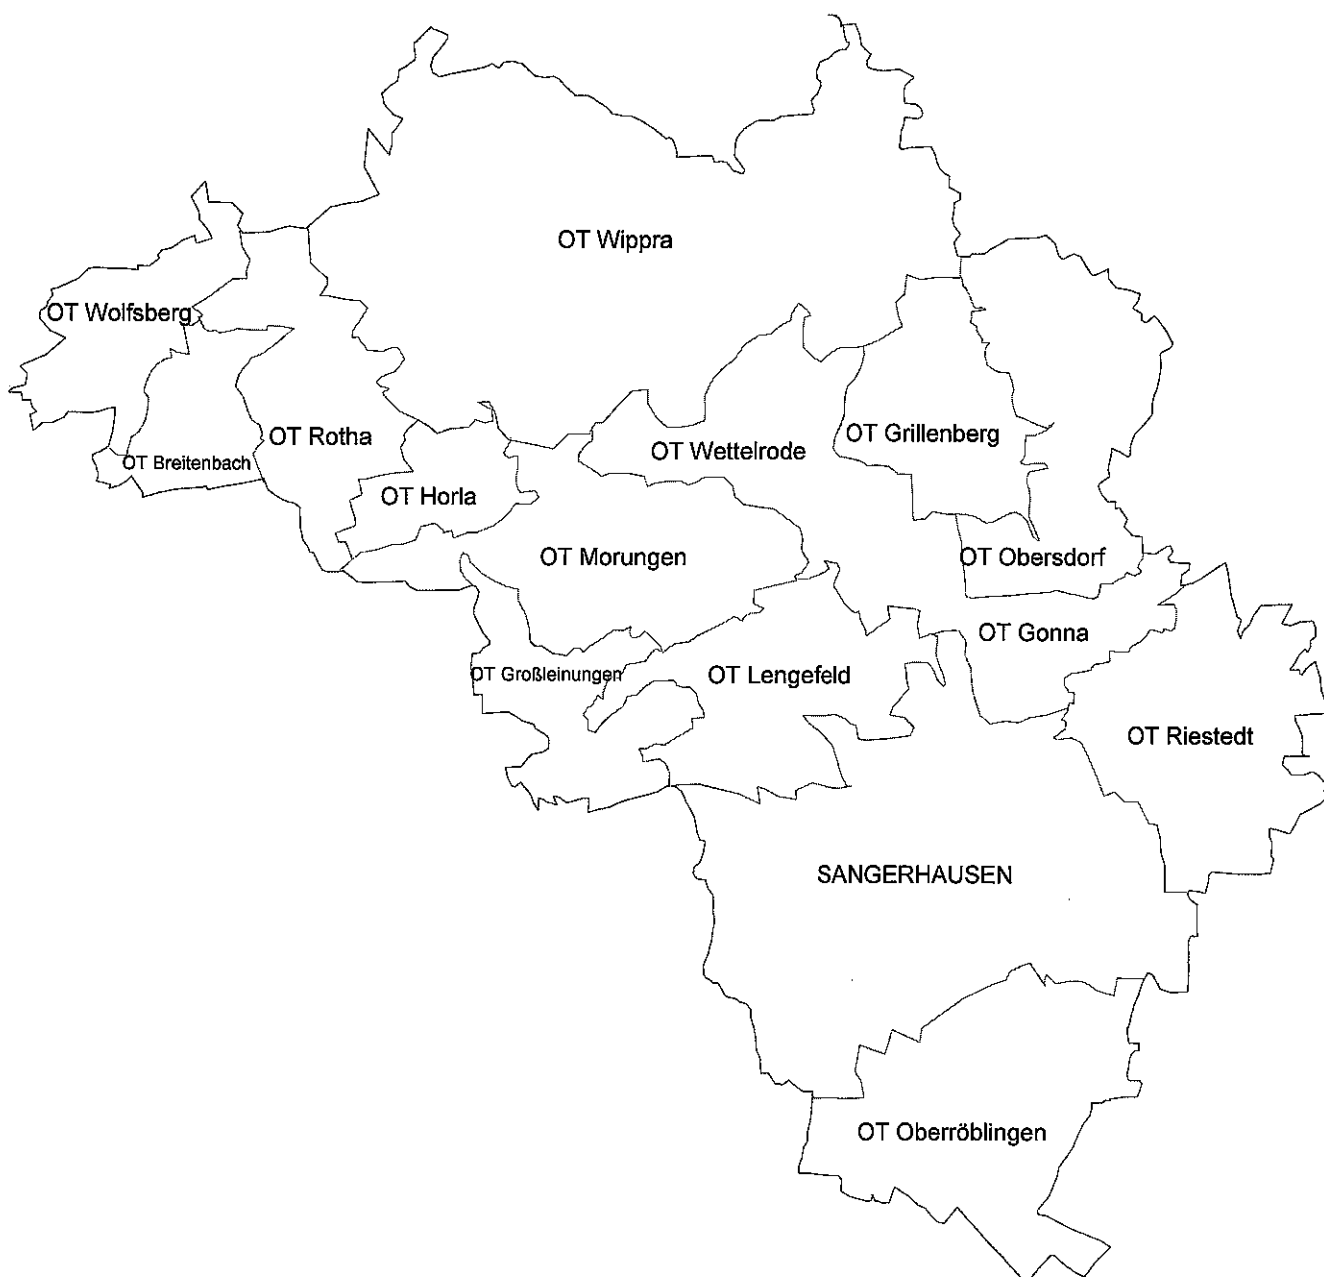 OT Wippra
OT Wolfsberg
OT Rotha
OT Wettelrode
OT Grillenberg
OT Breitenbach
OT Horla
OT Morungen
OT Obersdorf
OT Gonna
OT Großleinungen
OT Lengefeld
OT Riestedt
SANGERHAUSEN
OT Oberröblingen